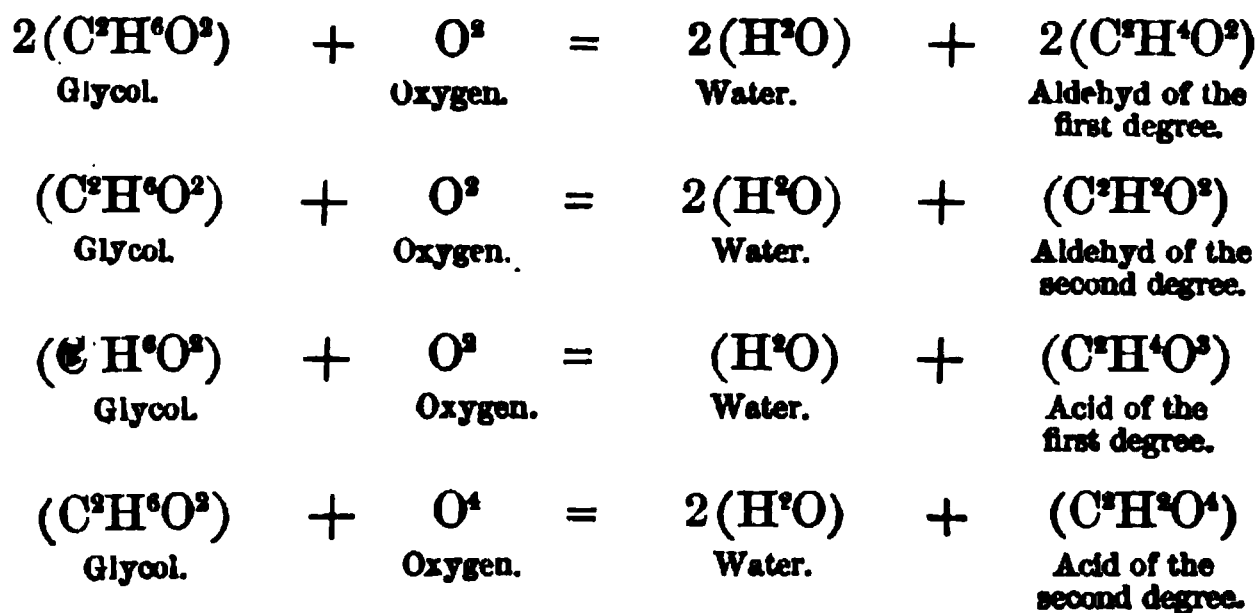 2(C²H⁶O²) + O² = 2(H²O) + 2(C²H⁴O²)
Glycol. Oxygen. Water. Aldehyd of the
first degree.
(C²H⁶O²) + O² = 2(H²O) + (C²H²O²)
Glycol. Oxygen. Water. Aldehyd of the
second degree.
(C H⁶O²) + O² = (H²O) + (C²H⁴O³)
Glycol. Oxygen. Water. Acid of the
first degree.
(C²H⁶O²) + O⁴ = 2(H²O) + (C²H²O⁴)
Glycol. Oxygen. Water. Acid of the
second degree.